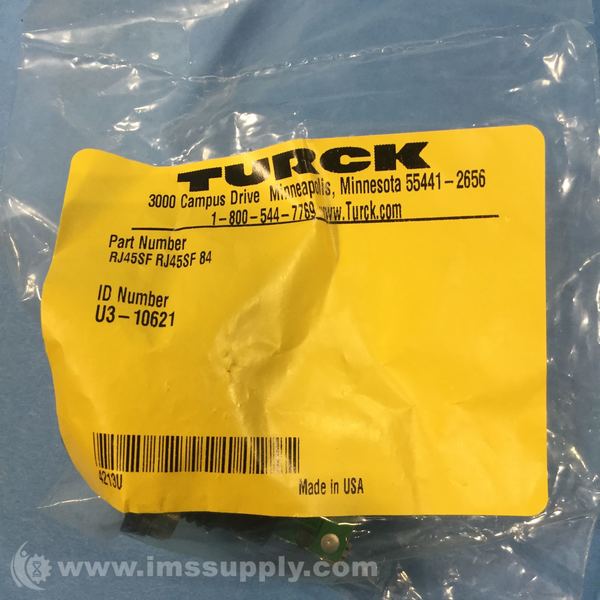 TURCK
3000 Campus Drive Minneapolis, Minnesota 55441-2656
1-800-544-7769 www.Turck.com
Part Number
RJ45SF RJ45SF 84
ID Number
U3-10621
4213U
Made in USA
www.imssupply.com